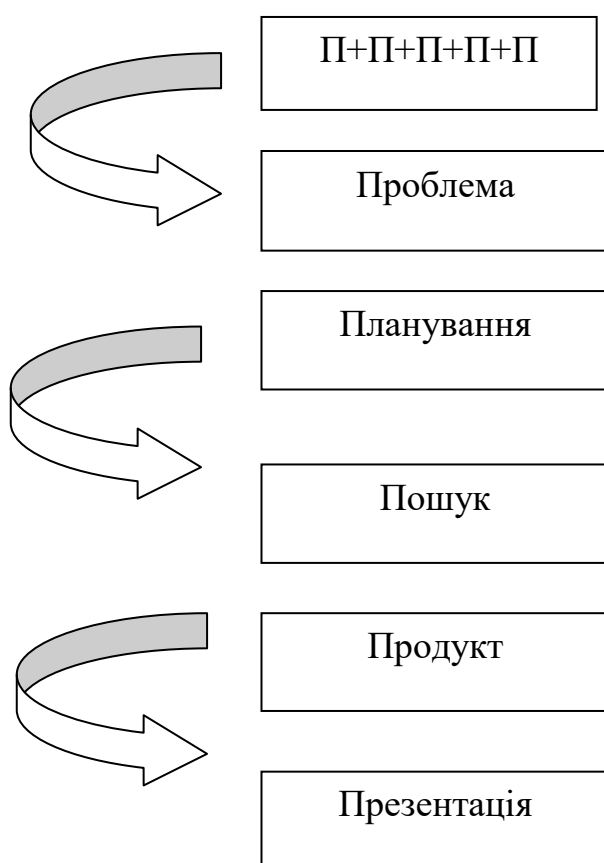 П+П+П+П+П
Проблема
Планування
Пошук
Продукт
Презентація